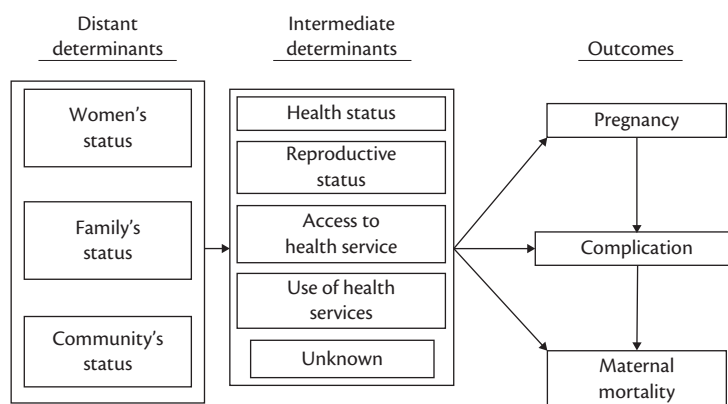 Distant
determinants
Intermediate
determinants
Outcomes
Women's
status
Family's
status
Community's
status
Health status
Reproductive
status
Access to
health service
Use of health
services
Unknown
Pregnancy
Complication
Maternal
mortality